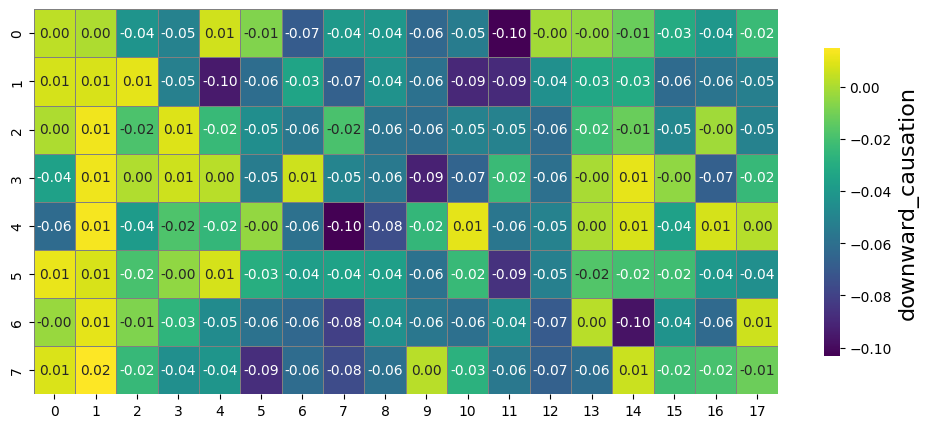 0 0.00 0.00 -0.04 -0.05 0.01 -0.01 -0.07 -0.04 -0.04 -0.06 -0.05 -0.10 -0.00 -0.00 -0.01 -0.03 -0.04 -0.02
1 0.01 0.01 0.01 -0.05 -0.10 -0.06 -0.03 -0.07 -0.04 -0.06 -0.09 -0.09 -0.04 -0.03 -0.03 -0.06 -0.06 -0.05
2 0.00 0.01 -0.02 0.01 -0.02 -0.05 -0.06 -0.02 -0.06 -0.06 -0.05 -0.05 -0.06 -0.02 -0.01 -0.05 -0.00 -0.05
3 -0.04 0.01 0.00 0.01 0.00 -0.05 0.01 -0.05 -0.06 -0.09 -0.07 -0.02 -0.06 -0.00 0.01 -0.00 -0.07 -0.02
4 -0.06 0.01 -0.04 -0.02 -0.02 -0.00 -0.06 -0.10 -0.08 -0.02 0.01 -0.06 -0.05 0.00 0.01 -0.04 0.01 0.00
5 0.01 0.01 -0.02 -0.00 0.01 -0.03 -0.04 -0.04 -0.04 -0.06 -0.02 -0.09 -0.05 -0.02 -0.02 -0.02 -0.04 -0.04
6 -0.00 0.01 -0.01 -0.03 -0.05 -0.06 -0.06 -0.08 -0.04 -0.06 -0.06 -0.04 -0.07 0.00 -0.10 -0.04 -0.06 0.01
7 0.01 0.02 -0.02 -0.04 -0.04 -0.09 -0.06 -0.08 -0.06 0.00 -0.03 -0.06 -0.07 -0.06 0.01 -0.02 -0.02 -0.01
0 1 2 3 4 5 6 7 8 9 10 11 12 13 14 15 16 17
0.00
-0.02
-0.04
-0.06
-0.08
-0.10
downward_causation